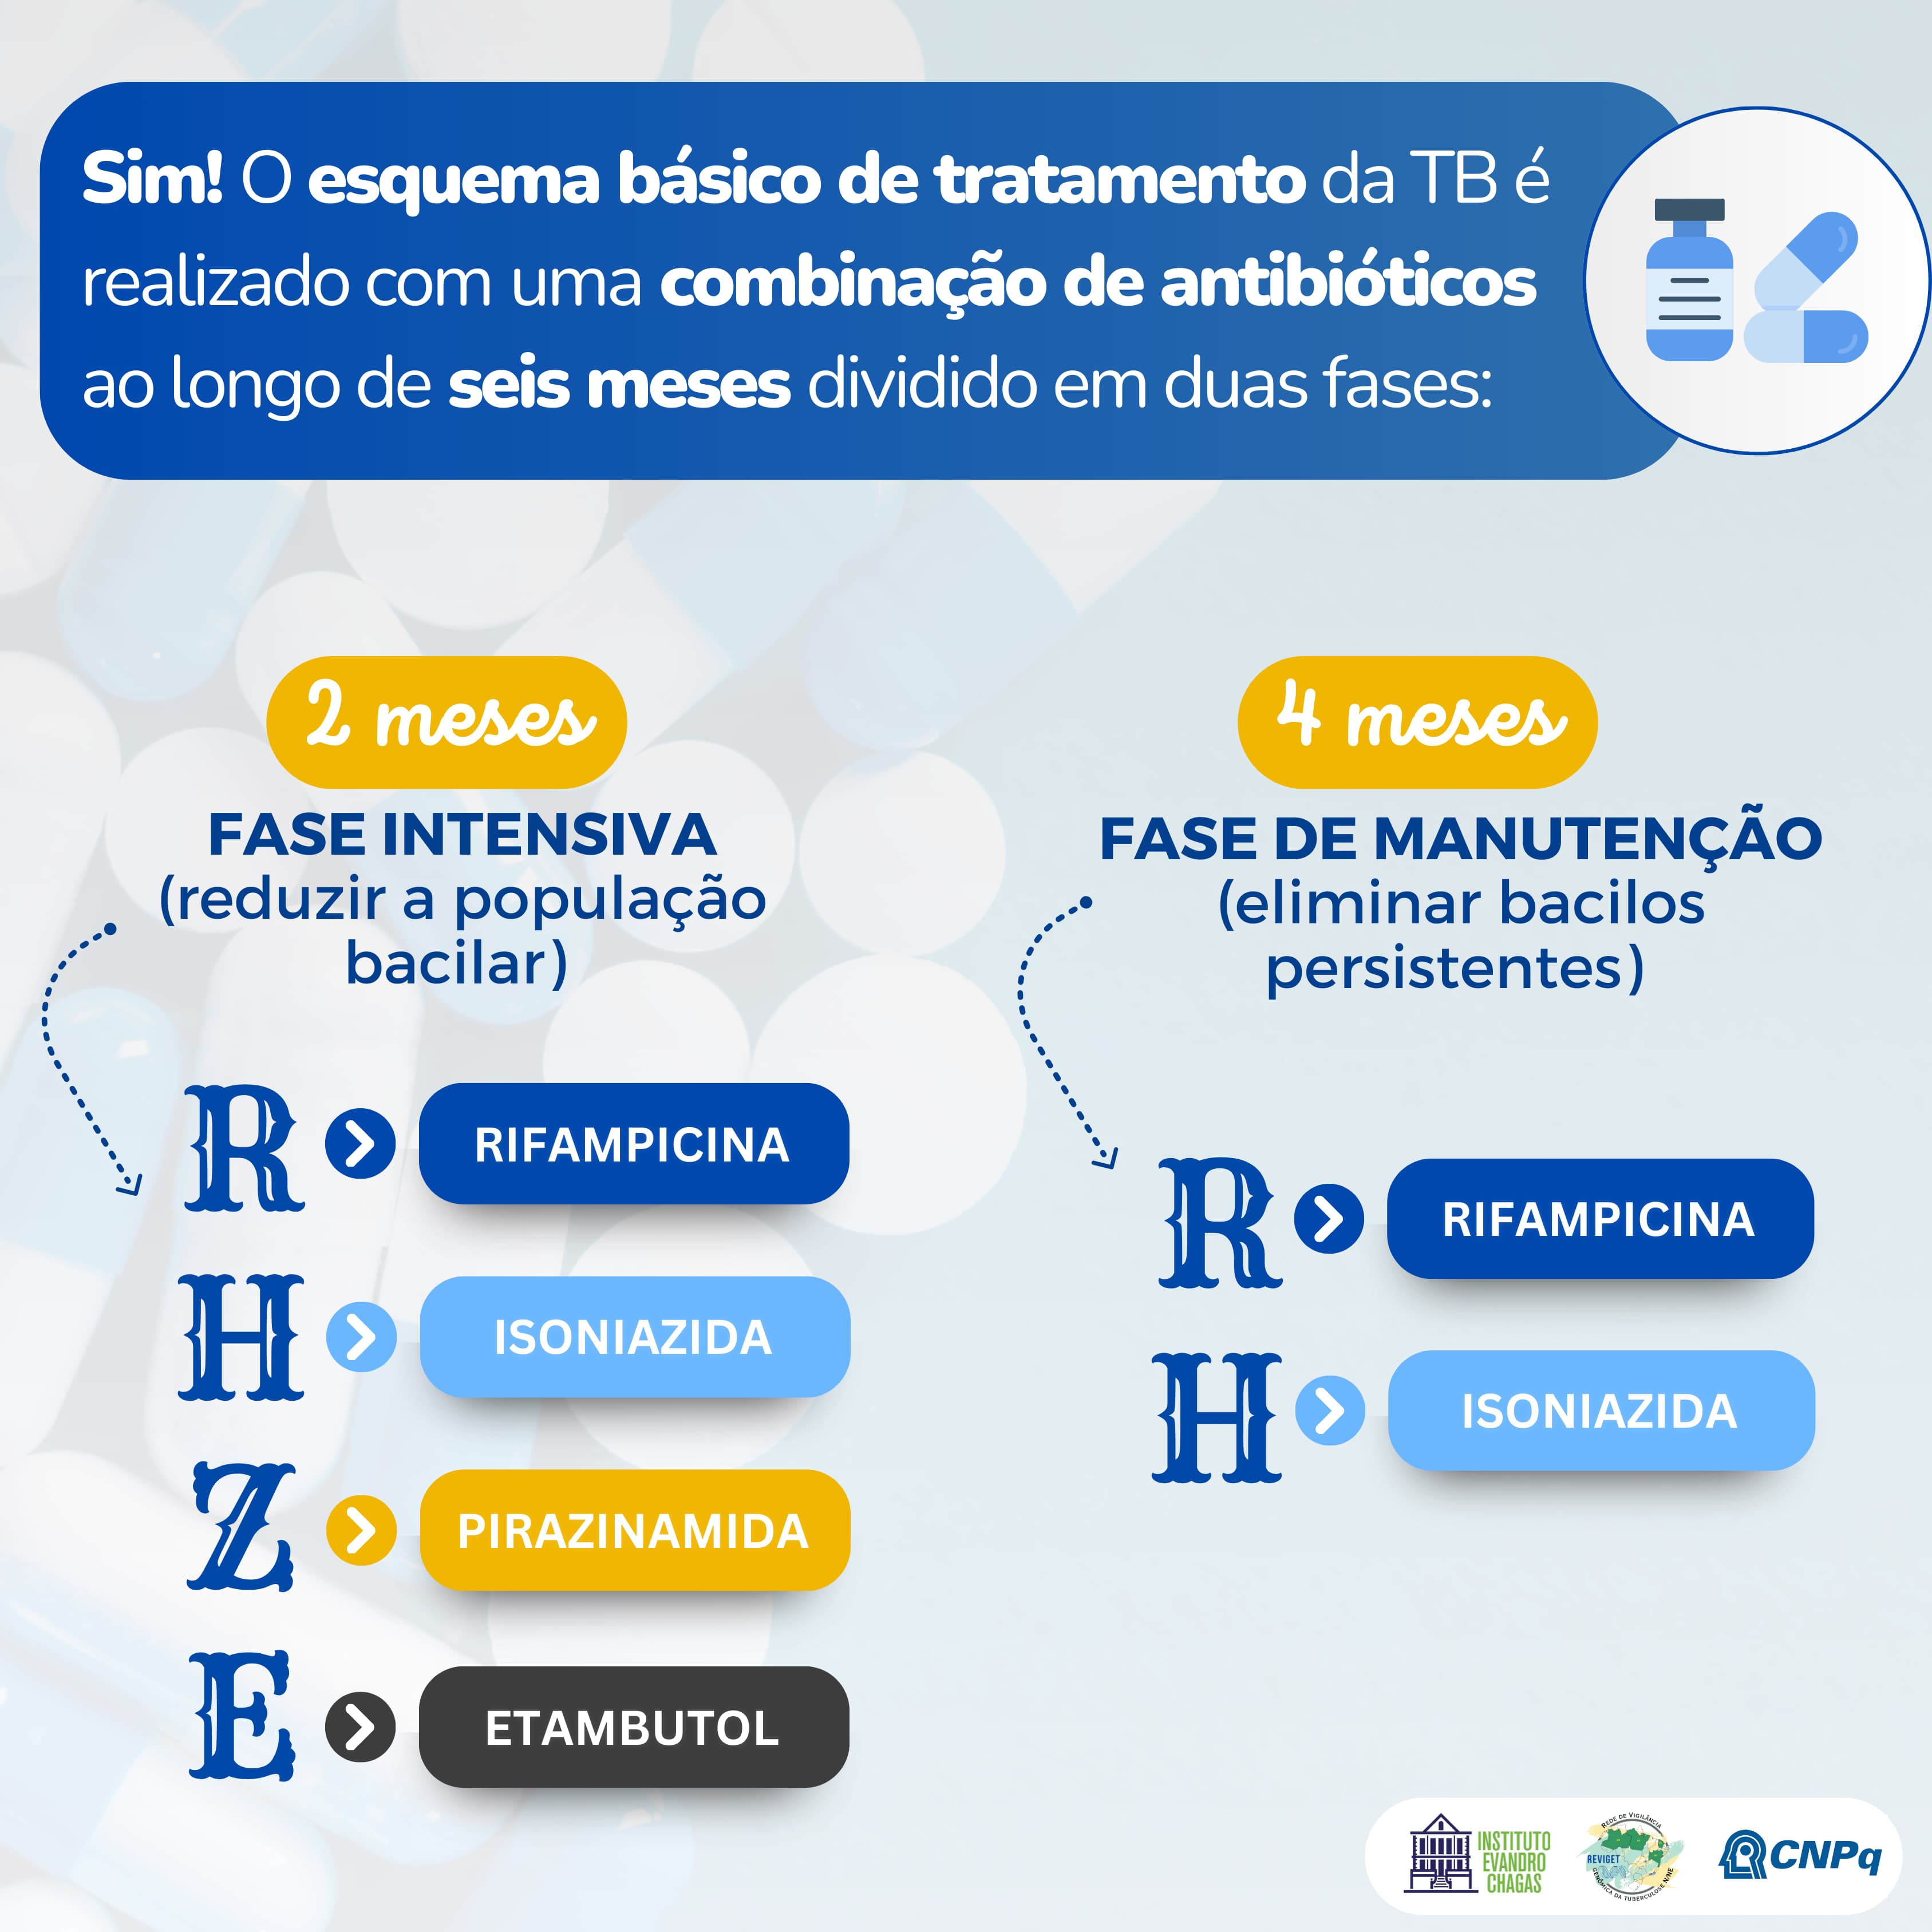 Sim! O esquema básico de tratamento da TB é
realizado com uma combinação de antibióticos
ao longo de seis meses dividido em duas fases:
2 meses
FASE INTENSIVA
(reduzir a população
bacilar)
R
RIFAMPICINA
H
ISONIAZIDA
Z
PIRAZINAMIDA
E
ETAMBUTOL
4 meses
FASE DE MANUTENÇÃO
(eliminar bacilos
persistentes)
R
RIFAMPICINA
H
ISONIAZIDA
INSTITUTO
EVANDRO
CHAGAS
REDE DE VIGILÂNCIA
REVIGET
GENÔMICA DA TUBERCULOSE N/NE
CNPq